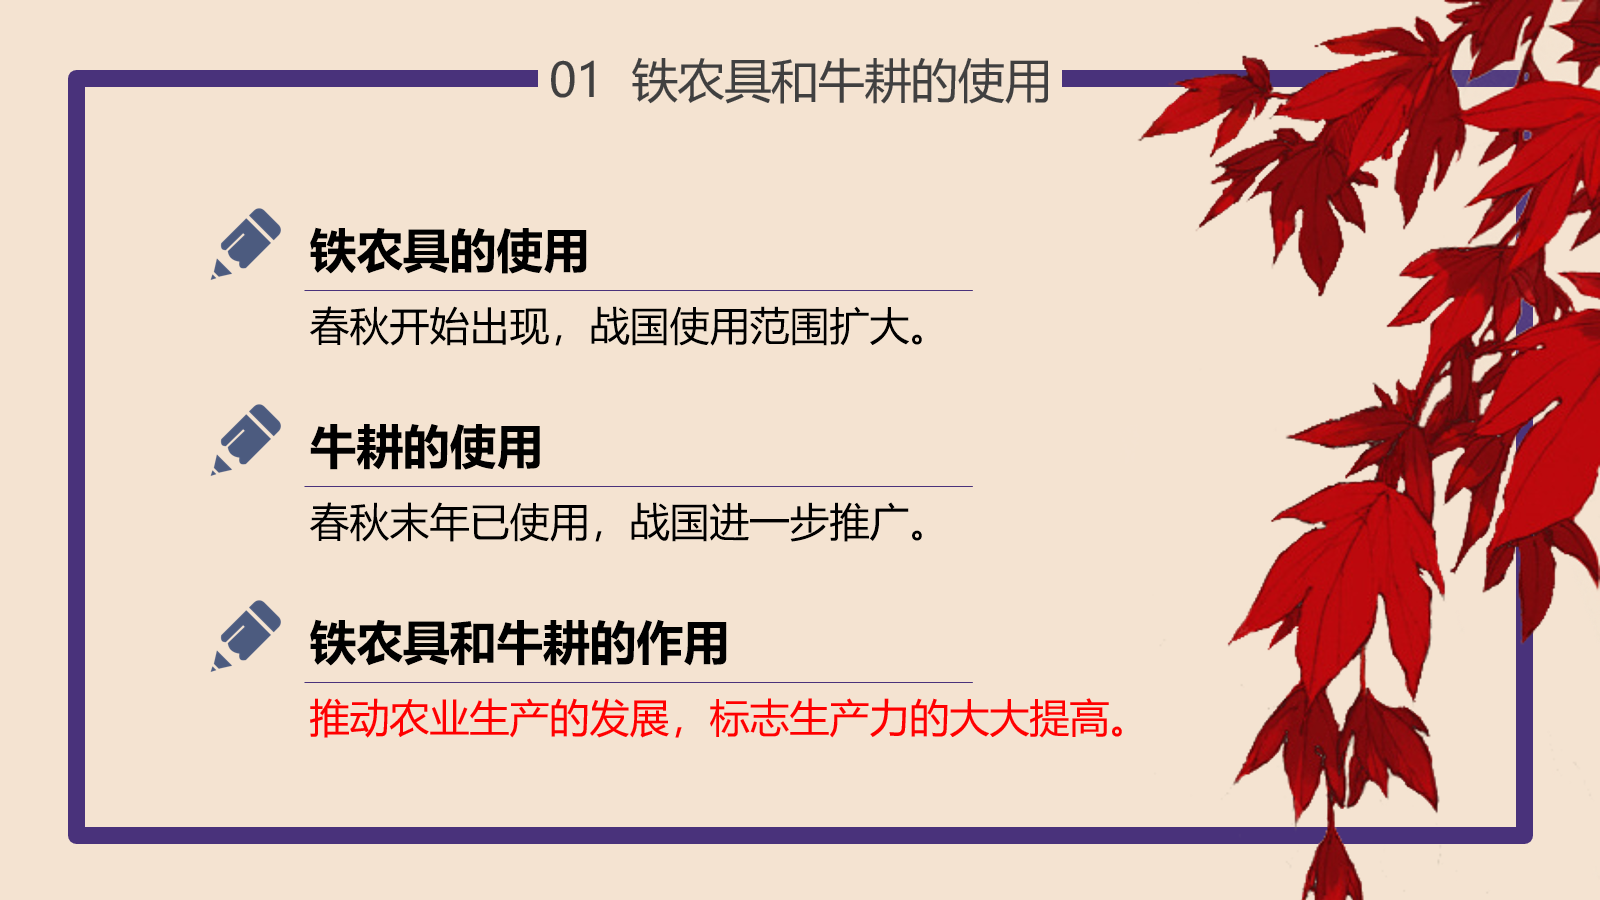 01 铁农具和牛耕的使用
铁农具的使用
春秋开始出现，战国使用范围扩大。
牛耕的使用
春秋末年已使用，战国进一步推广。
铁农具和牛耕的作用
推动农业生产的发展，标志生产力的大大提高。